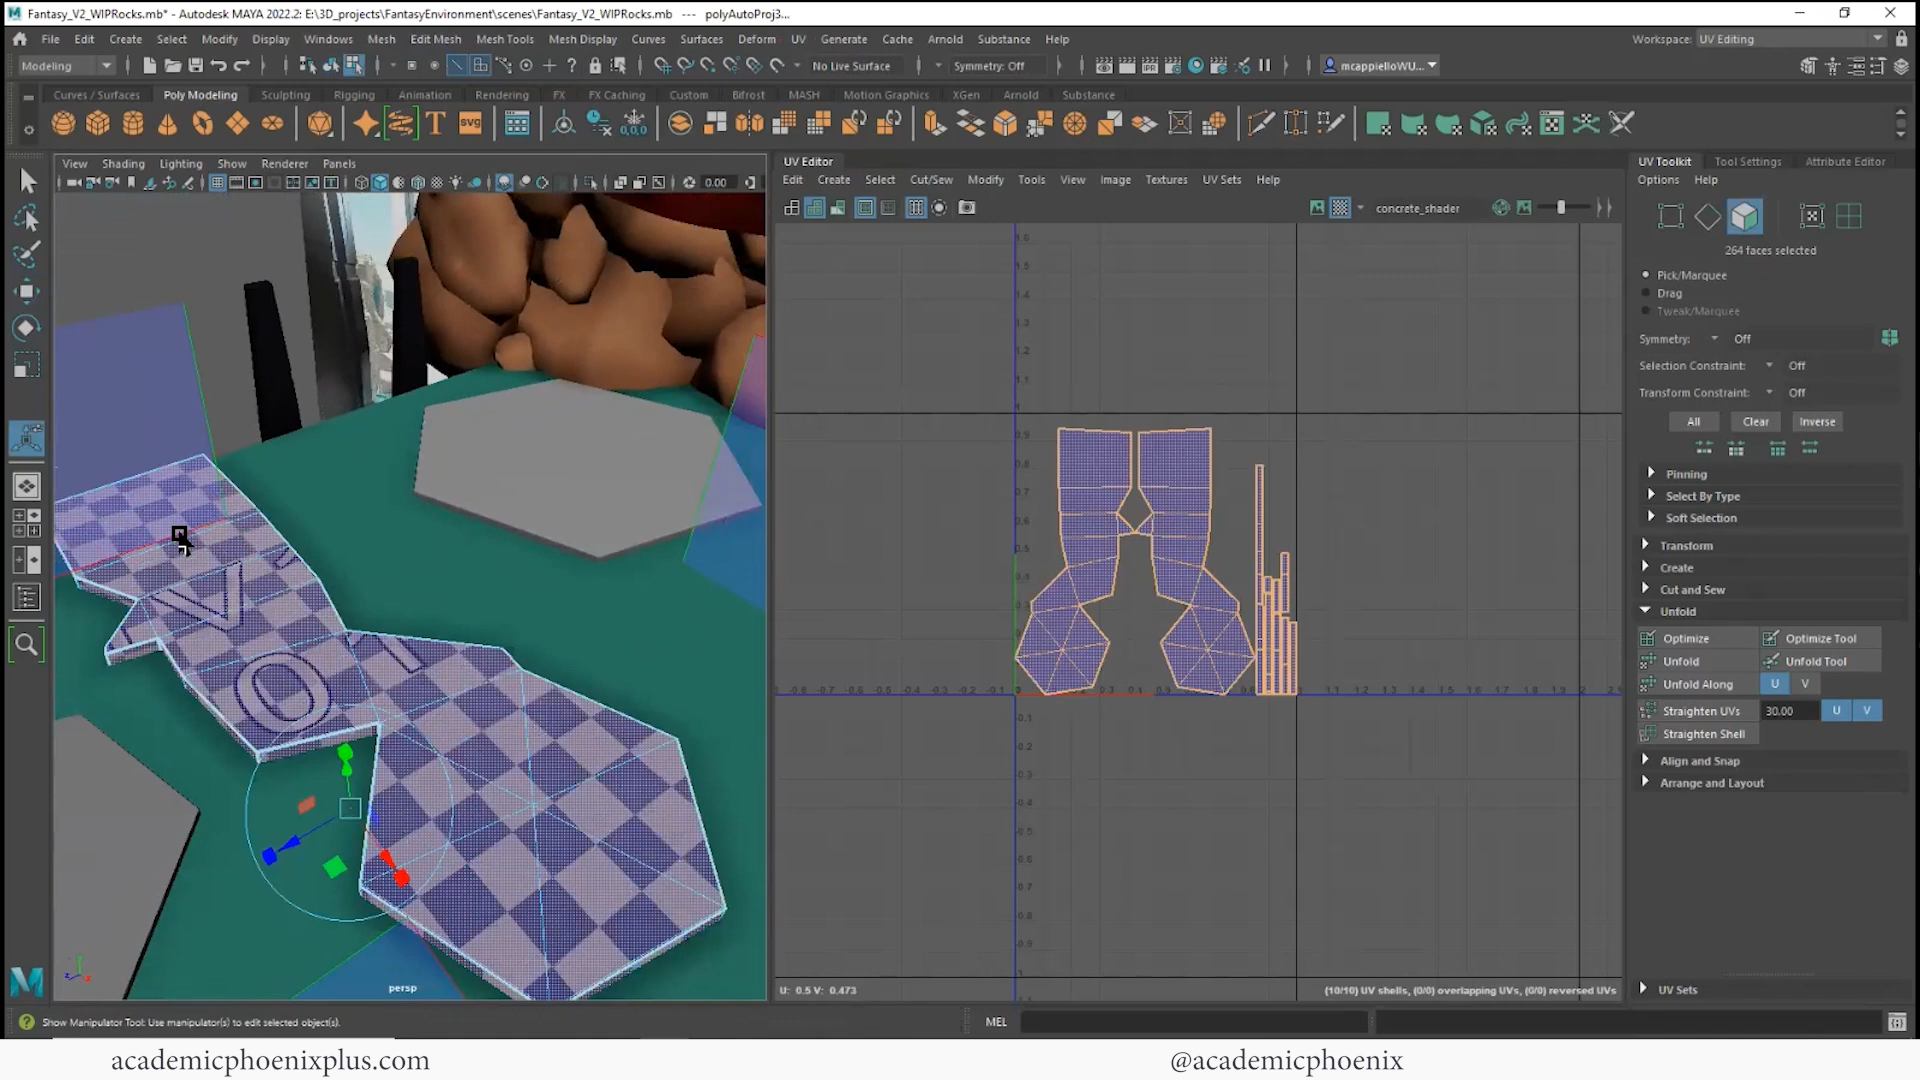 Fantasy_V2_WIPRocks.mb* - Autodesk MAYA 2022.2: E:\3D_projects\FantasyEnvironment\scenes\Fantasy_V2_WIPRocks.mb --- polyAutoProj3...
File Edit Create Select Modify Display Windows Mesh Edit Mesh Mesh Tools Mesh Display Curves Surfaces Deform UV Generate Cache Arnold Substance Help
Workspace: UV Editing
Modeling
No Live Surface
Symmetry: Off
mcappielloWU...
Curves / Surfaces Poly Modeling Sculpting Rigging Animation Rendering FX FX Caching Custom Bifrost MASH Motion Graphics XGen Arnold Substance
View Shading Lighting Show Renderer Panels
0.00
persp
UV Editor
Edit Create Select Cut/Sew Modify Tools View Image Textures UV Sets Help
concrete_shader
U: 0.5 V: 0.473
(10/10) UV shells, (0/0) overlapping UVs, (0/0) reversed UVs
UV Toolkit Tool Settings Attribute Editor
Options Help
264 faces selected
Pick/Marquee
Drag
Tweak/Marquee
Symmetry: Off
Selection Constraint: Off
Transform Constraint: Off
All Clear Inverse
Pinning
Select By Type
Soft Selection
Transform
Create
Cut and Sew
Unfold
Optimize Optimize Tool
Unfold Unfold Tool
Unfold Along U V
Straighten UVs 30.00 U V
Straighten Shell
Align and Snap
Arrange and Layout
UV Sets
Show Manipulator Tool: Use manipulator(s) to edit selected object(s).
MEL
academicphoenixplus.com
@academicphoenix